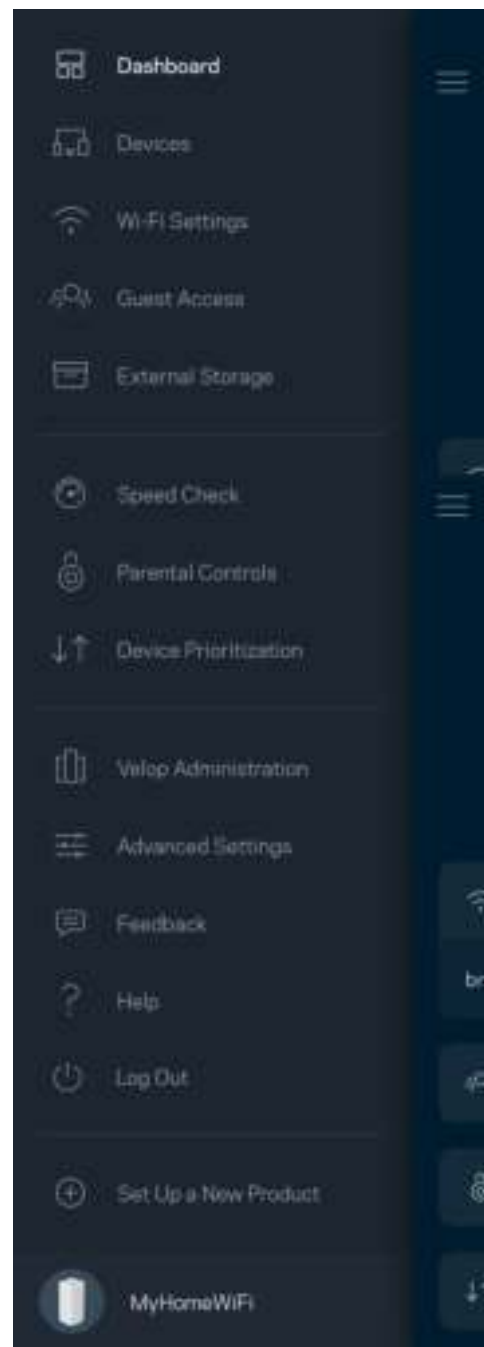 Dashboard
Devices
Wi-Fi Settings
Guest Access
External Storage
Speed Check
Parental Controls
Device Prioritization
Velop Administration
Advanced Settings
Feedback
Help
Log Out
Set Up a New Product
MyHomeWiFi